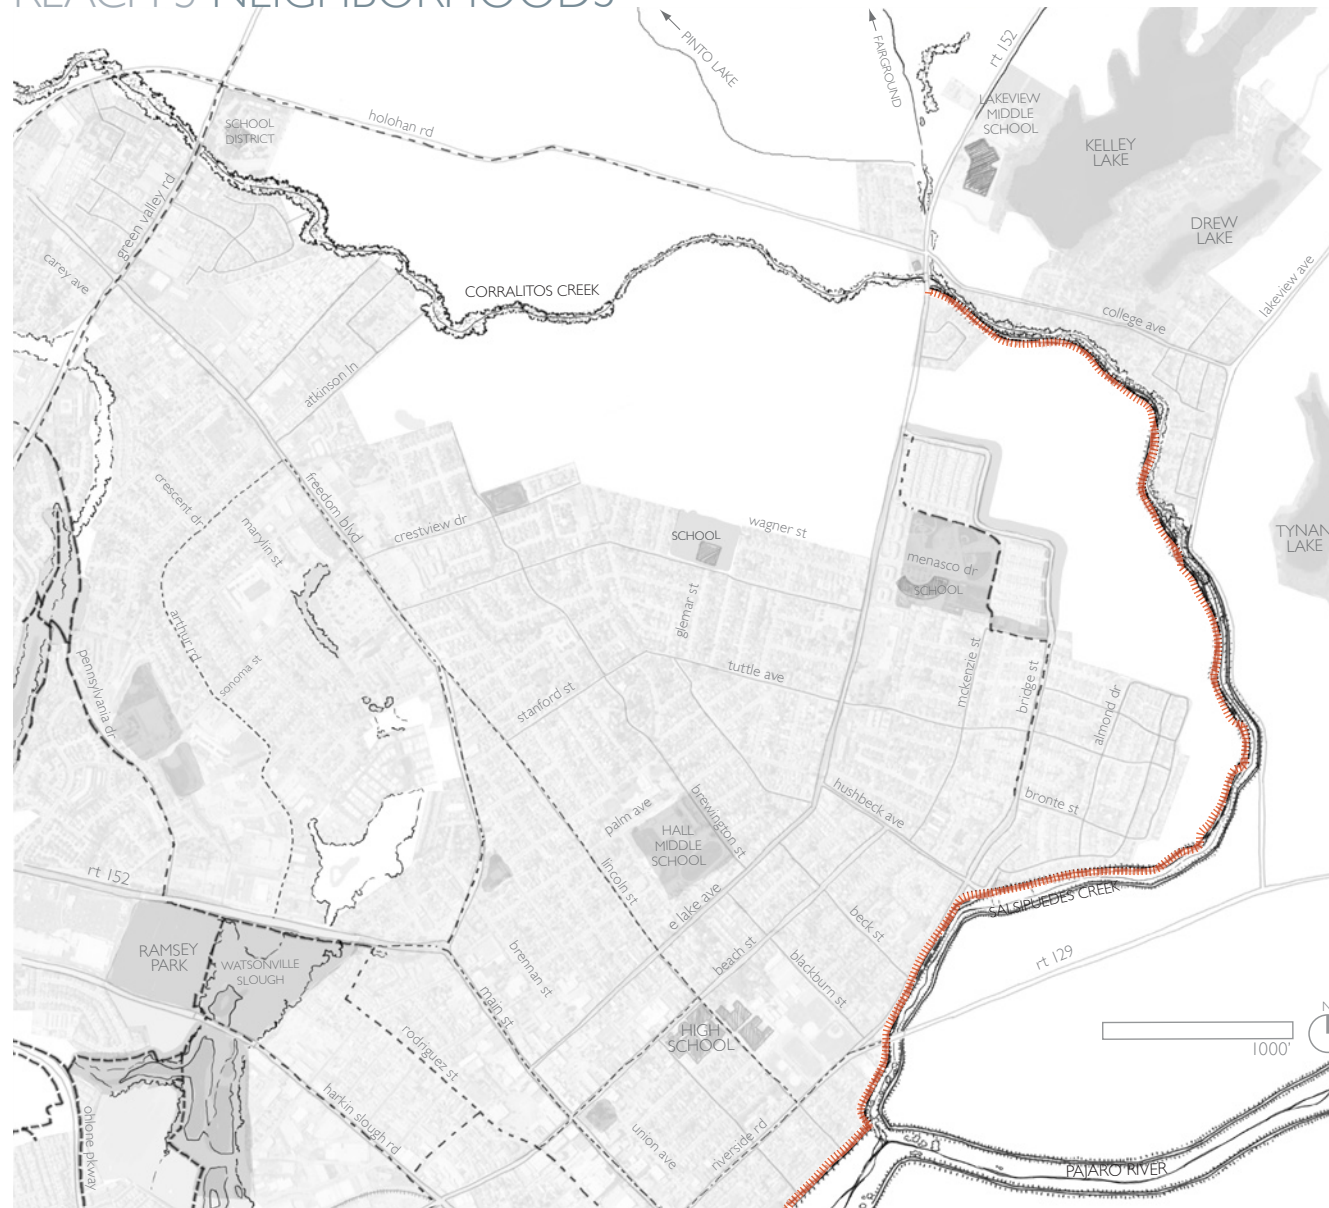 REACH 3 NEIGHBORHOODS
PINTO LAKE
FAIRGROUND
rt 152
SCHOOL
DISTRICT
holohan rd
LAKEVIEW
MIDDLE
SCHOOL
KELLEY
LAKE
green valley rd
DREW
LAKE
carey ave
CORRALITOS CREEK
lakeview ave
college ave
atkinson ln
crescent dr
freedom blvd
marylin st
crestview dr
SCHOOL
wagner st
TYNAN
LAKE
menasco dr
SCHOOL
arthur rd
glemar st
pennsylvania dr
sonoma st
tuttle ave
mckenzie st
bridge st
stanford st
almond dr
brewington st
hushbeck ave
bronte st
palm ave
HALL
MIDDLE
SCHOOL
rt 152
lincoln st
e lake ave
SALSIPUEDES CREEK
beck st
RAMSEY
PARK
WATSONVILLE
SLOUGH
brennan st
beach st
blackburn st
rt 129
main st
N
HIGH
SCHOOL
1000'
rodriguez st
harkin slough rd
ohlone pkwy
union ave
riverside rd
PAJARO RIVER